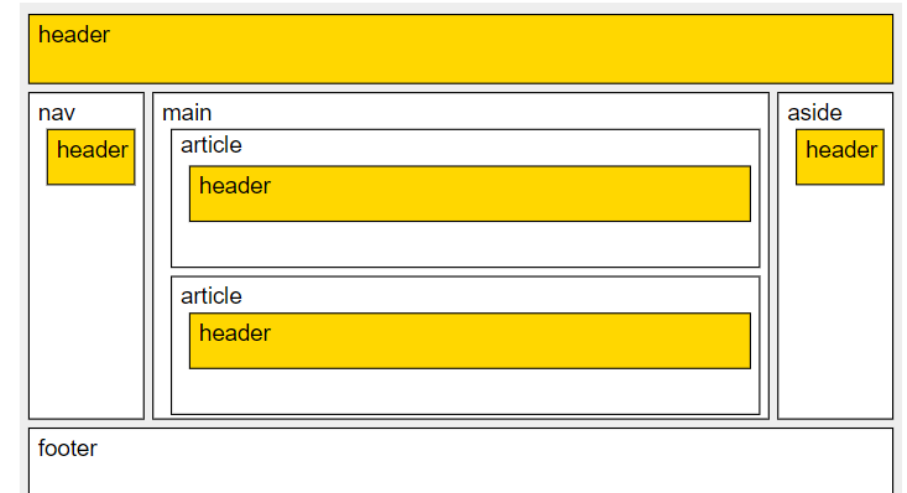 header
nav
header
main
article
header
article
header
aside
header
footer